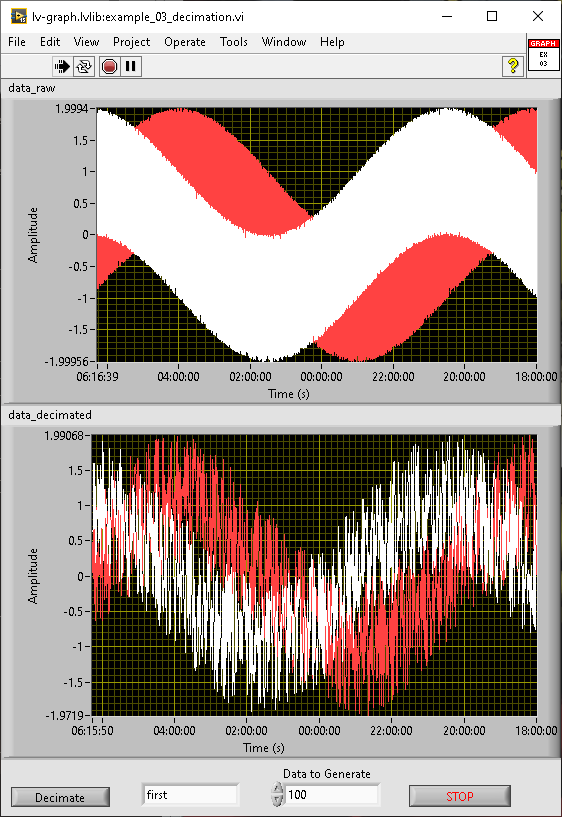 lv-graph.lvlib:example_03_decimation.vi
File Edit View Project Operate Tools Window Help
GRAPH
EX
03
data_raw
1.9994
1.5
1
0.5
0
-0.5
-1
-1.5
-1.99956
Amplitude
06:16:39 04:00:00 02:00:00 00:00:00 22:00:00 20:00:00 18:00:00
Time (s)
data_decimated
1.99068
1.5
1
0.5
0
-0.5
-1
-1.5
-1.9719
Amplitude
06:15:50 04:00:00 02:00:00 00:00:00 22:00:00 20:00:00 18:00:00
Time (s)
Data to Generate
Decimate first 100 STOP